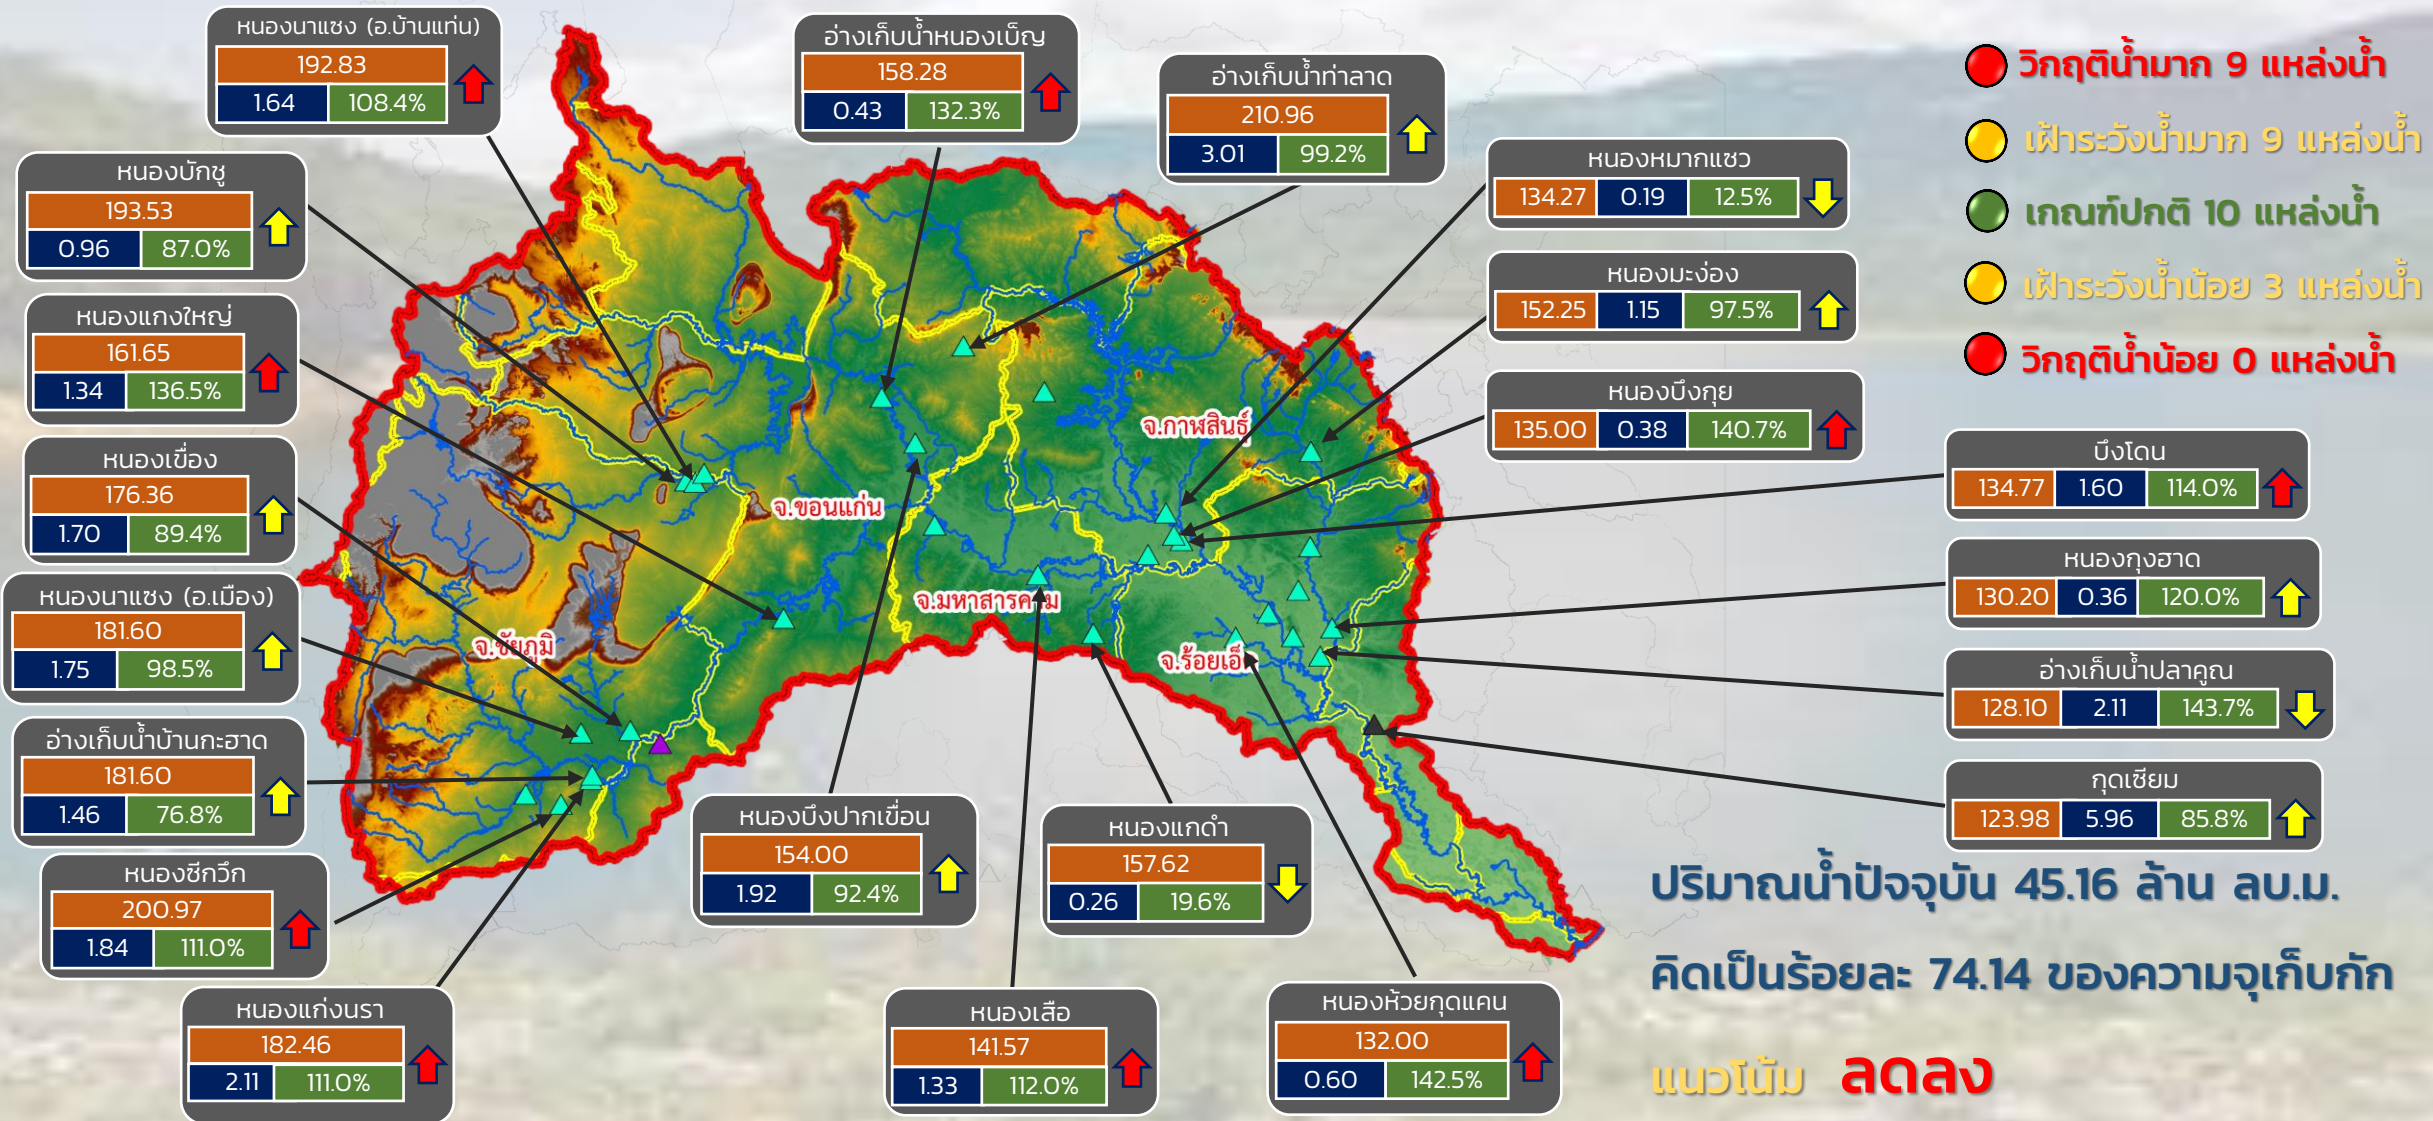 หนองนาแซง (อ.บ้านแท่น)
192.83
1.64 108.4%
อ่างเก็บน้ำหนองเบ็ญ
158.28
0.43 132.3%
อ่างเก็บน้ำท่าลาด
210.96
3.01 99.2%
หนองหมากแซว
134.27 0.19 12.5%
หนองมะง่อง
152.25 1.15 97.5%
หนองบึงกุย
135.00 0.38 140.7%
วิกฤติน้ำมาก 9 แหล่งน้ำ
เฝ้าระวังน้ำมาก 9 แหล่งน้ำ
เกณฑ์ปกติ 10 แหล่งน้ำ
เฝ้าระวังน้ำน้อย 3 แหล่งน้ำ
วิกฤติน้ำน้อย 0 แหล่งน้ำ
หนองบักชู
193.53
0.96 87.0%
หนองแกงใหญ่
161.65
1.34 136.5%
หนองเขื่อง
176.36
1.70 89.4%
หนองนาแซง (อ.เมือง)
181.60
1.75 98.5%
อ่างเก็บน้ำบ้านกะฮาด
181.60
1.46 76.8%
หนองซีกวึก
200.97
1.84 111.0%
หนองแก่งนรา
182.46
2.11 111.0%
จ.กาฬสินธุ์
จ.ขอนแก่น
จ.มหาสารคาม
จ.ชัยภูมิ
จ.ร้อยเอ็
บึงโดน
134.77 1.60 114.0%
หนองกุงฮาด
130.20 0.36 120.0%
อ่างเก็บน้ำปลาคูณ
128.10 2.11 143.7%
กุดเซียม
123.98 5.96 85.8%
หนองบึงปากเขื่อน
154.00
1.92 92.4%
หนองแกดำ
157.62
0.26 19.6%
หนองเสือ
141.57
1.33 112.0%
หนองห้วยกุดแคน
132.00
0.60 142.5%
ปริมาณน้ำปัจจุบัน 45.16 ล้าน ลบ.ม.
คิดเป็นร้อยละ 74.14 ของความจุเก็บกัก
แนวโน้ม ลดลง